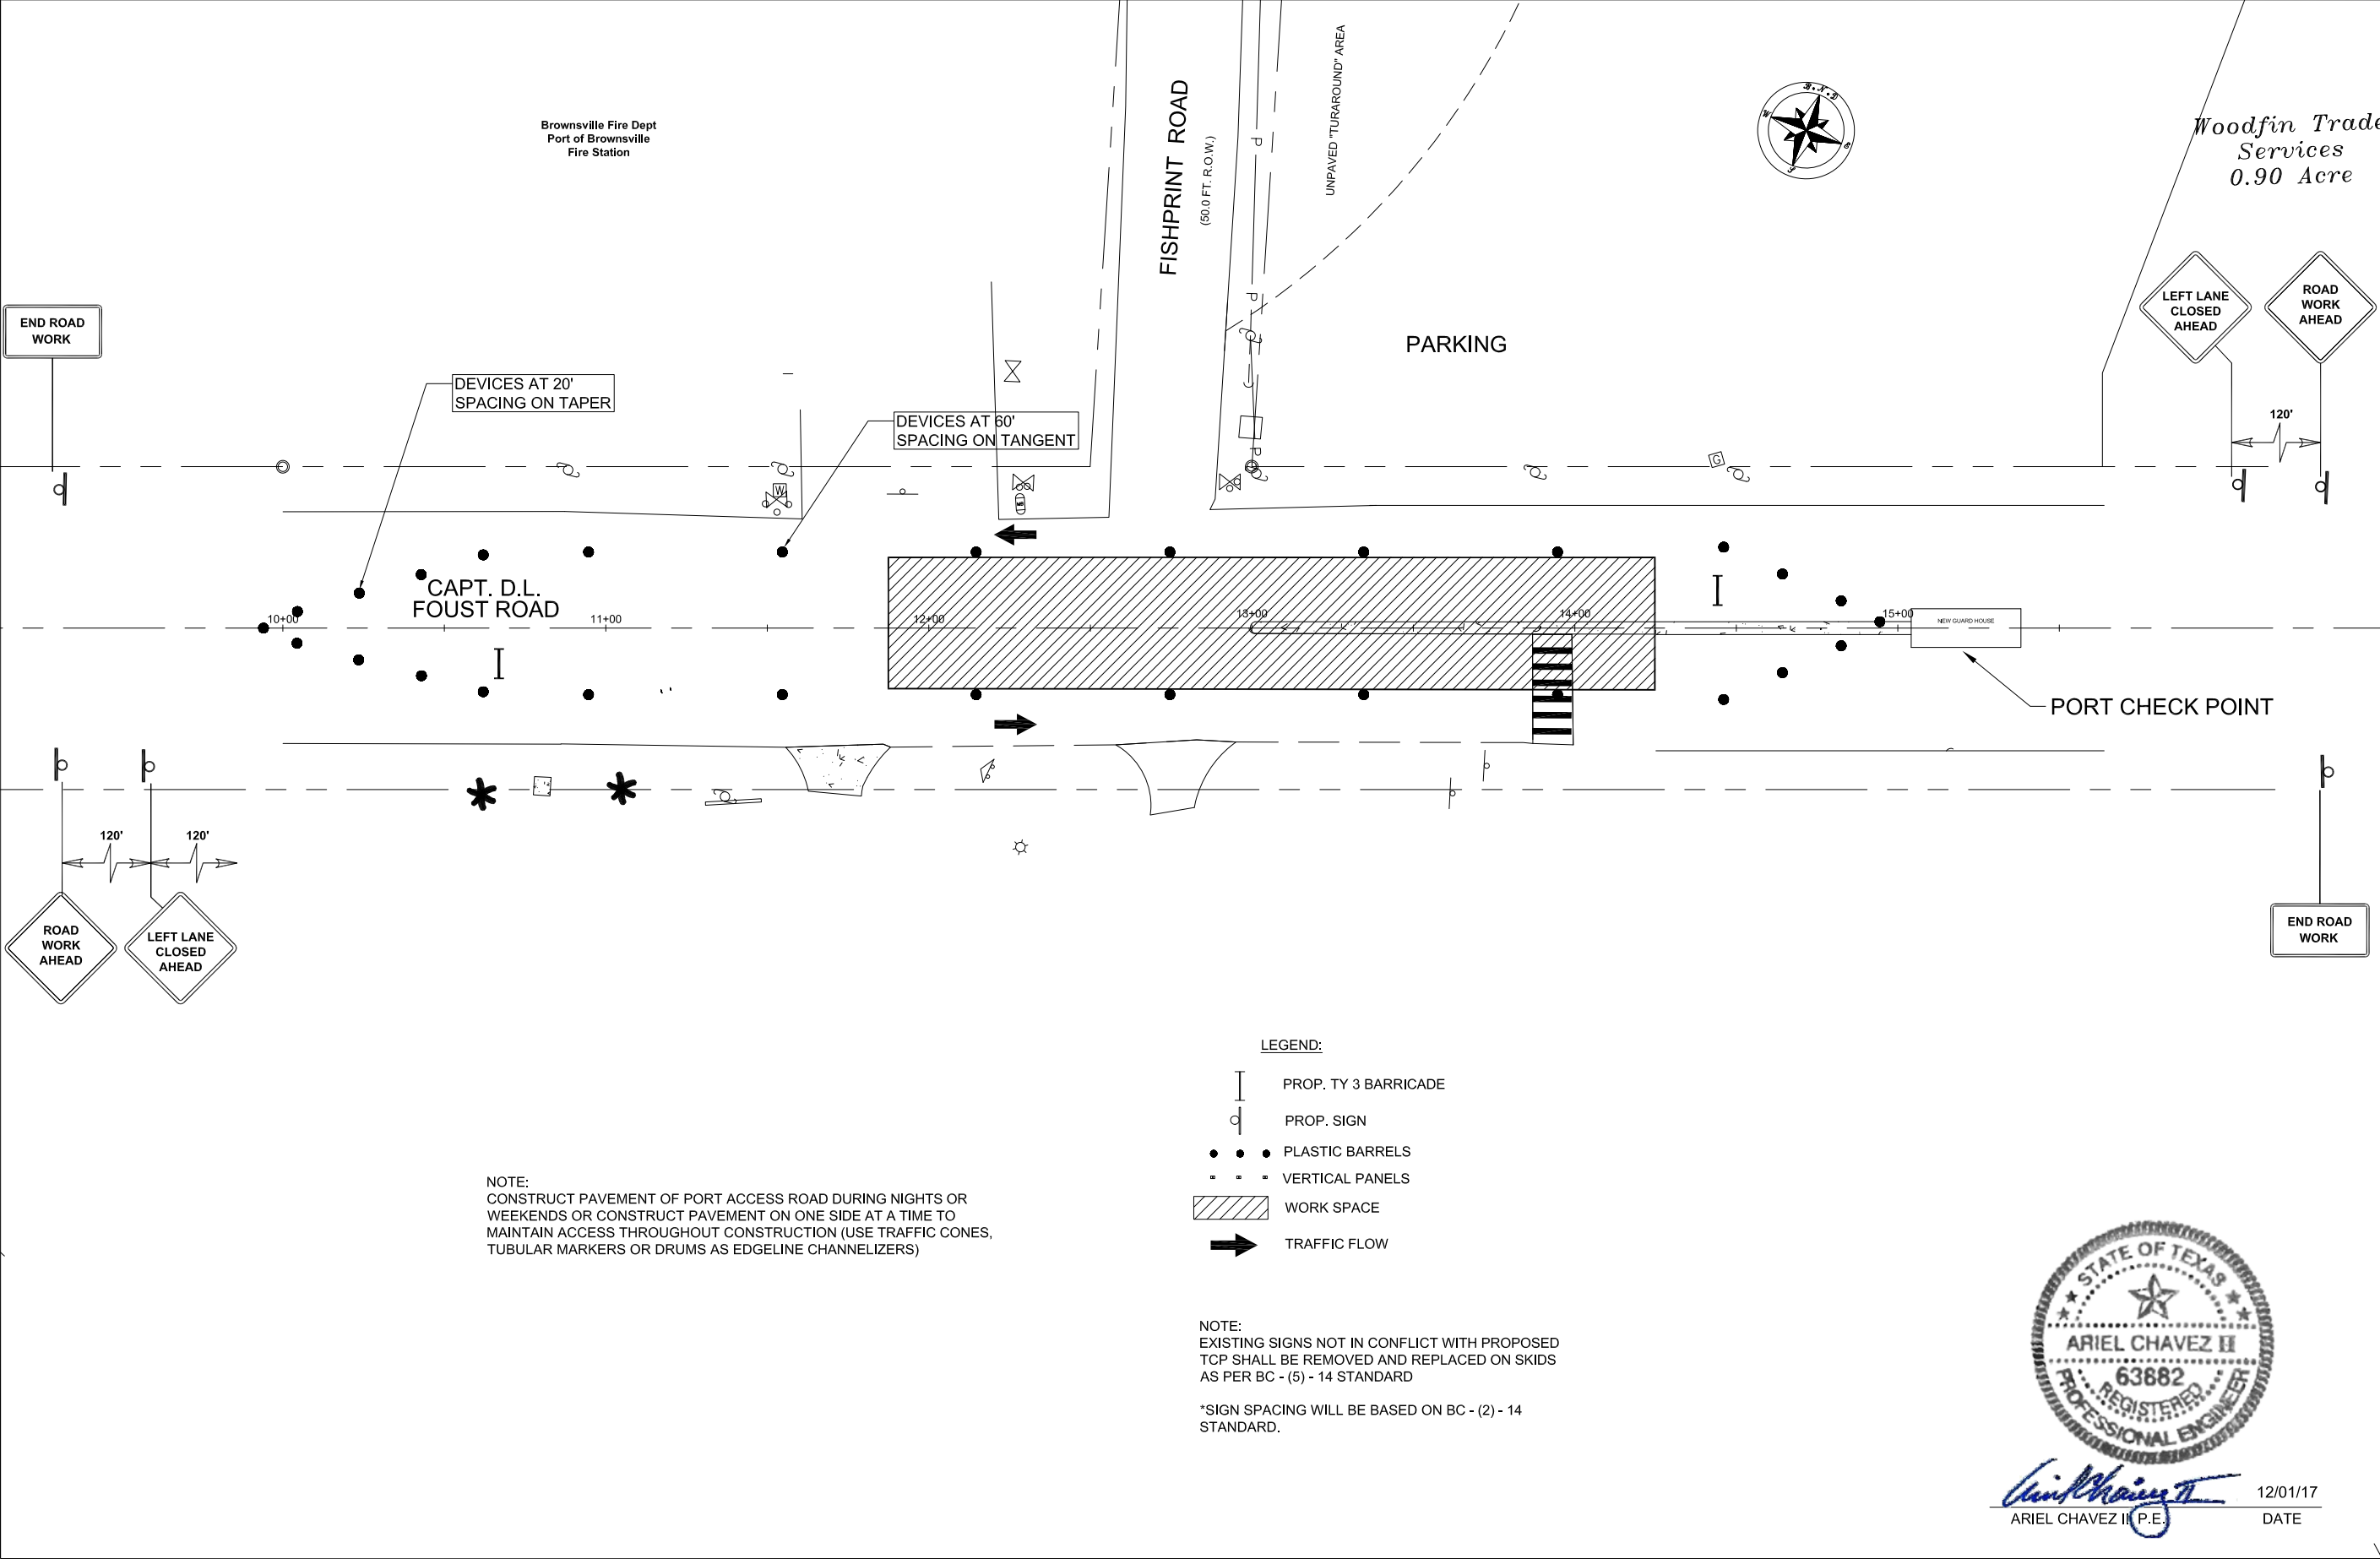 Brownsville Fire Dept
Port of Brownsville
Fire Station
FISHPRINT ROAD
(50.0 FT. R.O.W.)
UNPAVED "TURAROUND" AREA
P
P
P
P
Woodfin Trade
Services
0.90 Acre
END ROAD
WORK
DEVICES AT 20'
SPACING ON TAPER
DEVICES AT 60'
SPACING ON TANGENT
PARKING
LEFT LANE
CLOSED
AHEAD
ROAD
WORK
AHEAD
120'
W
G
CAPT. D.L.
FOUST ROAD
10+00
11+00
12+00
13+00
14+00
15+00
NEW GUARD HOUSE
PORT CHECK POINT
120'
120'
ROAD
WORK
AHEAD
LEFT LANE
CLOSED
AHEAD
END ROAD
WORK
LEGEND:
PROP. TY 3 BARRICADE
PROP. SIGN
PLASTIC BARRELS
VERTICAL PANELS
WORK SPACE
TRAFFIC FLOW
NOTE:
CONSTRUCT PAVEMENT OF PORT ACCESS ROAD DURING NIGHTS OR
WEEKENDS OR CONSTRUCT PAVEMENT ON ONE SIDE AT A TIME TO
MAINTAIN ACCESS THROUGHOUT CONSTRUCTION (USE TRAFFIC CONES,
TUBULAR MARKERS OR DRUMS AS EDGELINE CHANNELIZERS)
NOTE:
EXISTING SIGNS NOT IN CONFLICT WITH PROPOSED
TCP SHALL BE REMOVED AND REPLACED ON SKIDS
AS PER BC - (5) - 14 STANDARD
*SIGN SPACING WILL BE BASED ON BC - (2) - 14
STANDARD.
STATE OF TEXAS
ARIEL CHAVEZ II
63882
REGISTERED
PROFESSIONAL ENGINEER
12/01/17
ARIEL CHAVEZ II P.E.
DATE